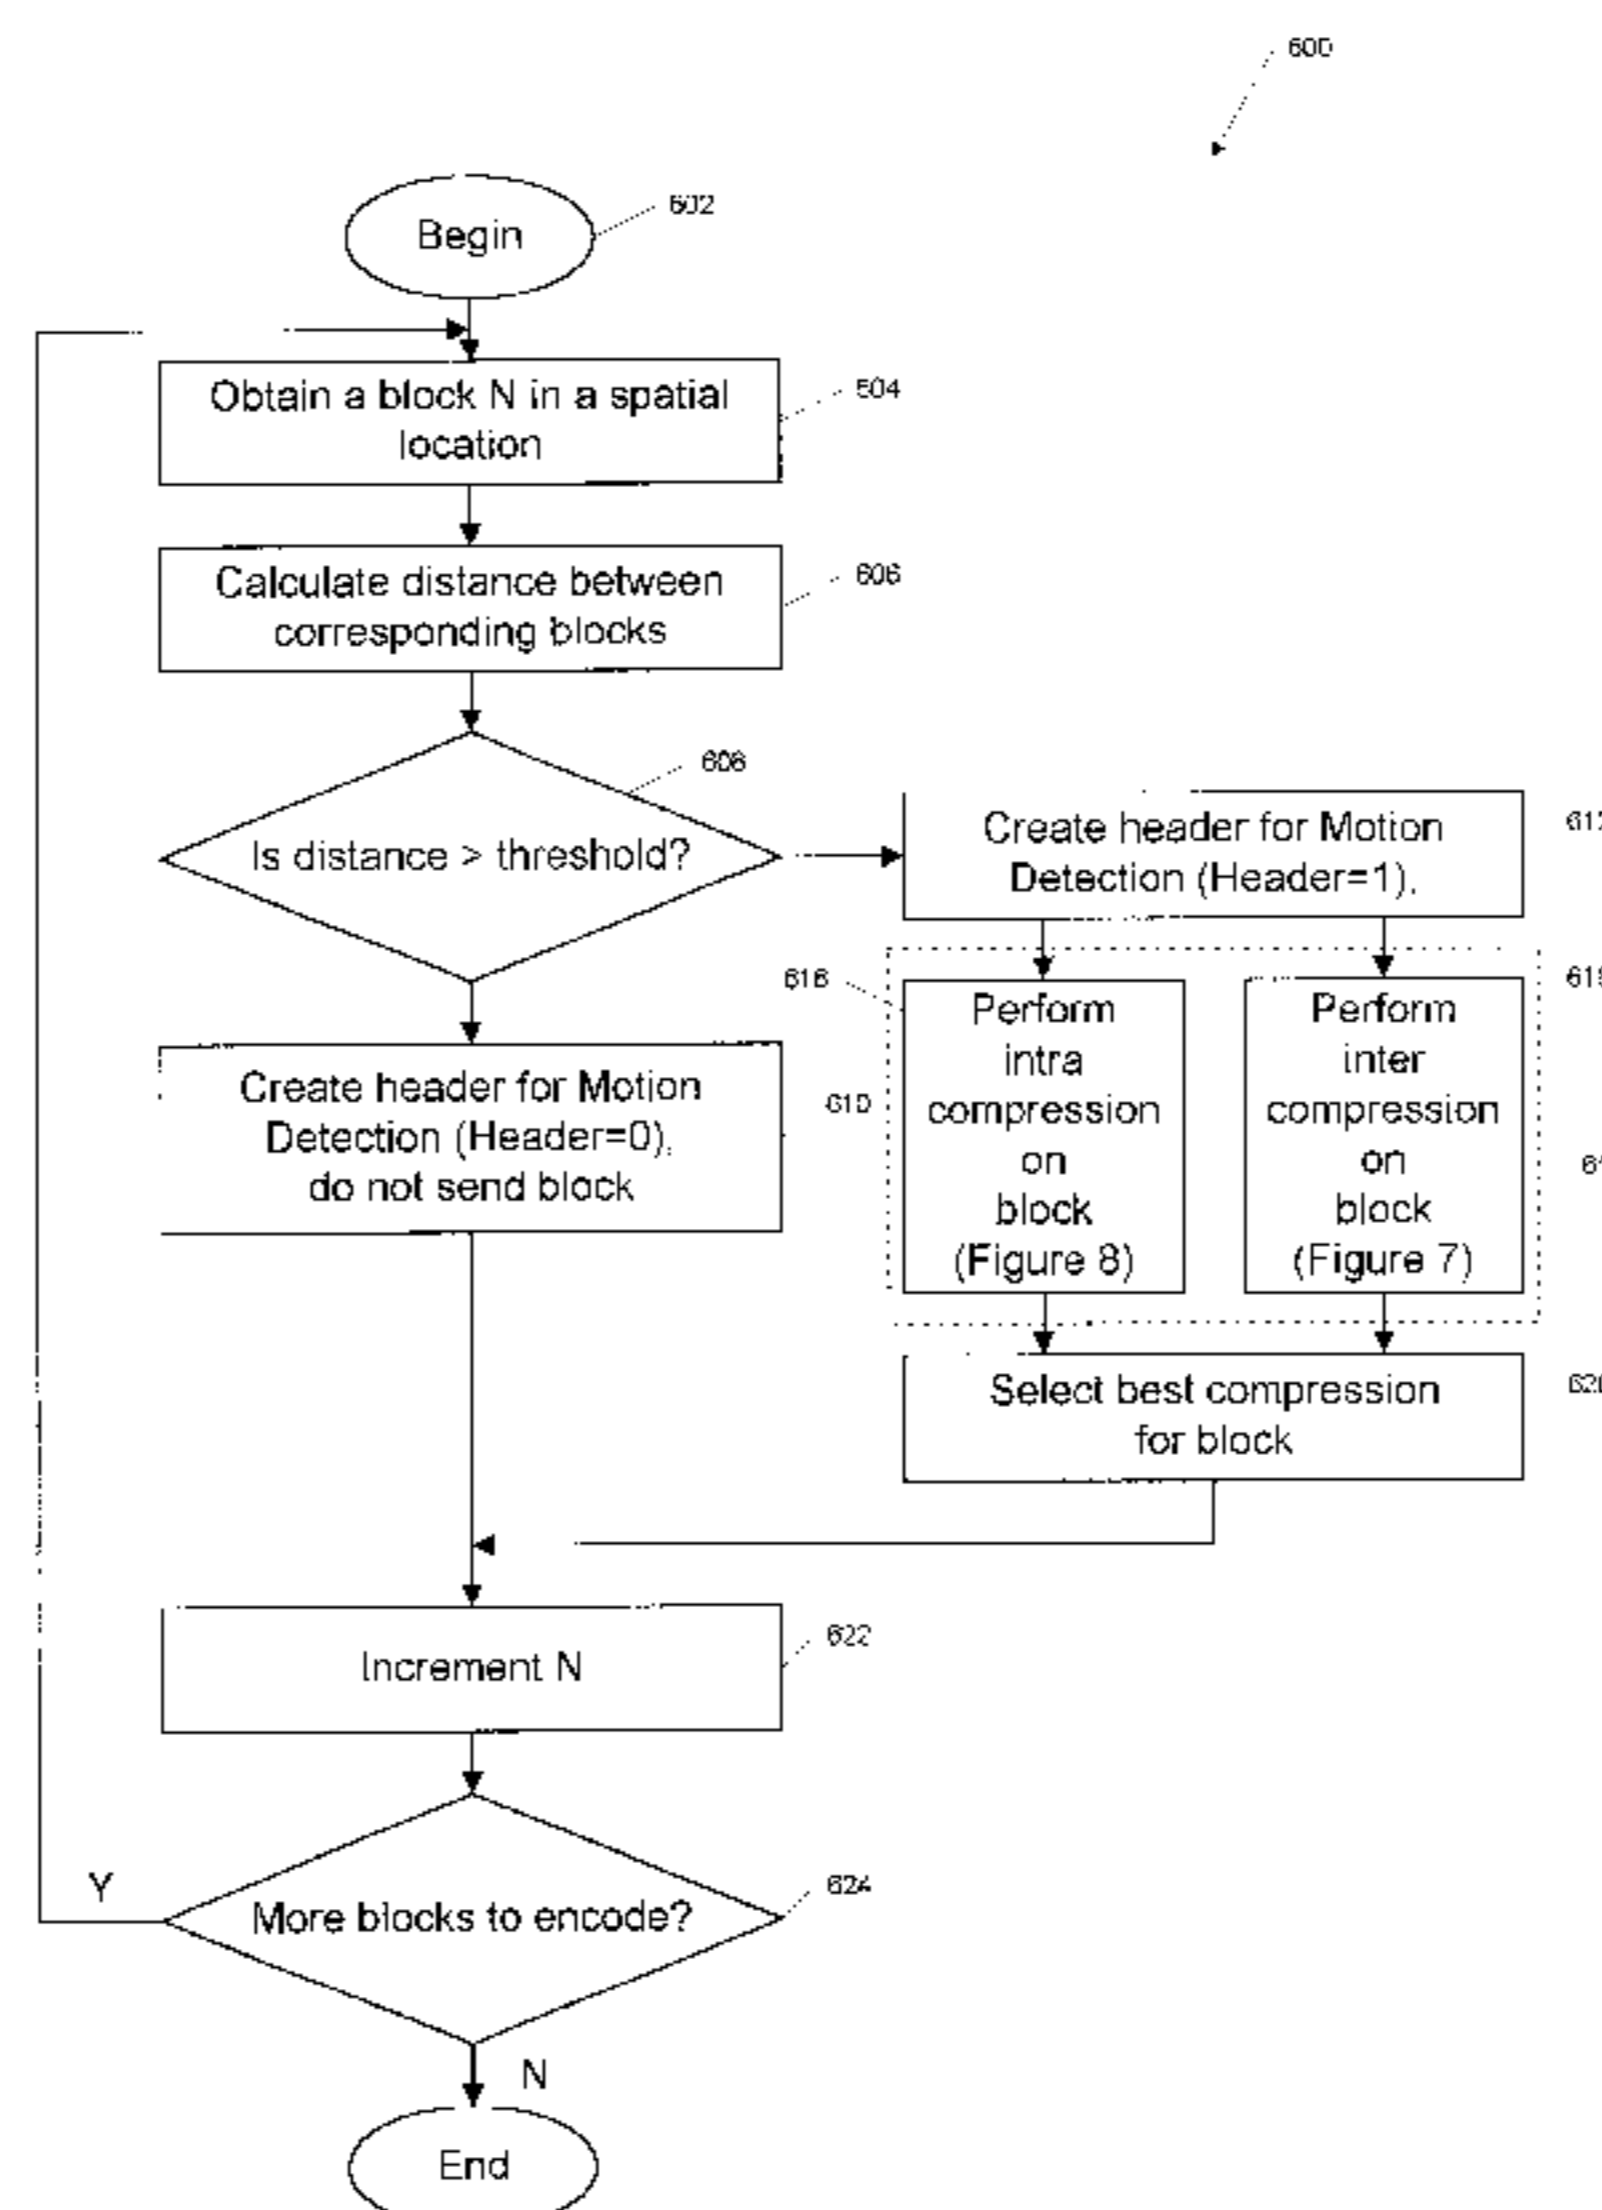 600
Begin
602
Obtain a block N in a spatial
location
604
Calculate distance between
corresponding blocks
606
Is distance > threshold?
608
Create header for Motion
Detection (Header=1),
Create header for Motion
Detection (Header=0),
do not send block
610
616
Perform
intra
compression
on
block
(Figure 8)
Perform
inter
compression
on
block
(Figure 7)
Select best compression
for block
Increment N
622
More blocks to encode?
624
Y
N
End